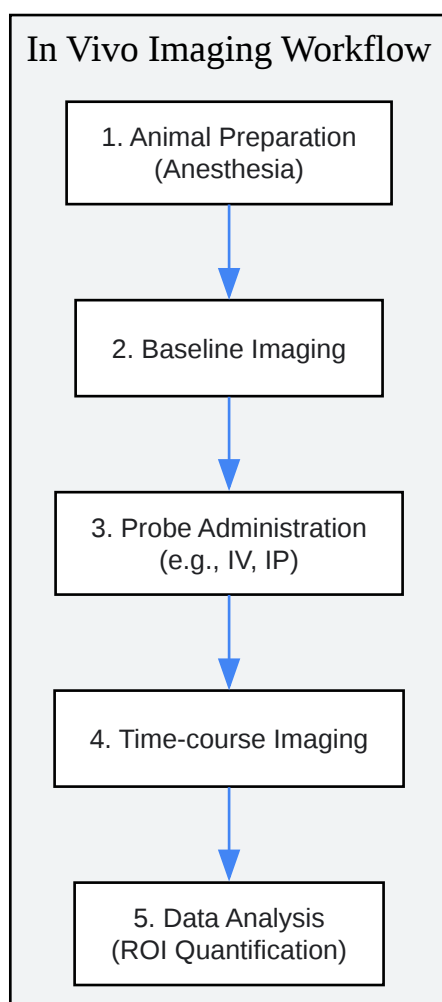 In Vivo Imaging Workflow
1. Animal Preparation
(Anesthesia)
2. Baseline Imaging
3. Probe Administration
(e.g., IV, IP)
4. Time-course Imaging
5. Data Analysis
(ROI Quantification)